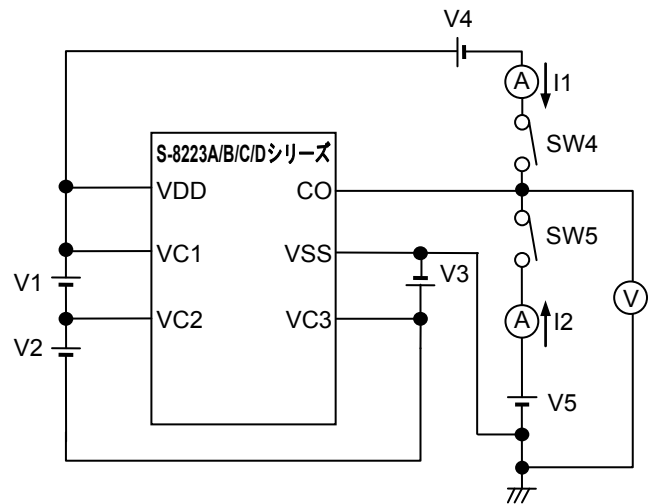 V4
A
I1
S-8223A/B/C/Dシリーズ
SW4
VDD
CO
SW5
VC1
VSS
V1
V3
V
VC2
VC3
A
I2
V2
V5